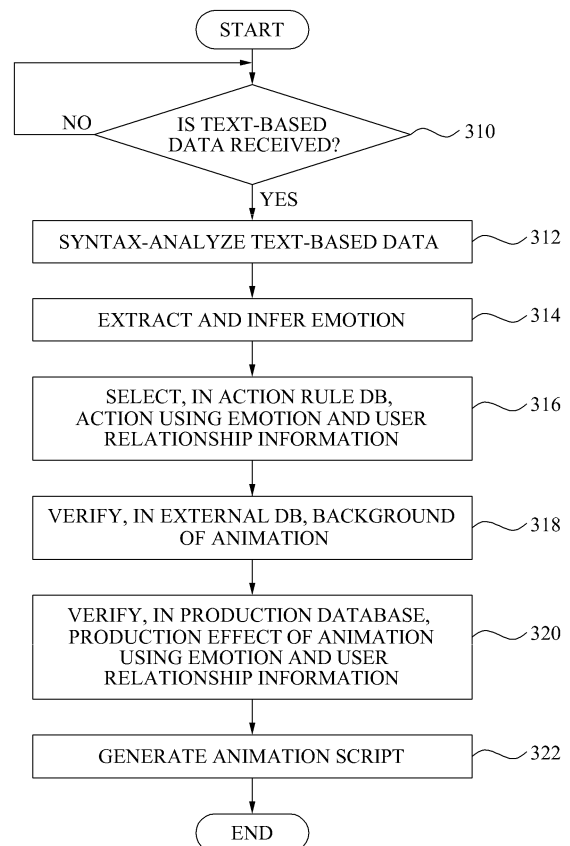 START
NO
IS TEXT-BASED
DATA RECEIVED?
310
YES
SYNTAX-ANALYZE TEXT-BASED DATA
312
EXTRACT AND INFER EMOTION
314
SELECT, IN ACTION RULE DB,
ACTION USING EMOTION AND USER
RELATIONSHIP INFORMATION
316
VERIFY, IN EXTERNAL DB, BACKGROUND
OF ANIMATION
318
VERIFY, IN PRODUCTION DATABASE,
PRODUCTION EFFECT OF ANIMATION
USING EMOTION AND USER
RELATIONSHIP INFORMATION
320
GENERATE ANIMATION SCRIPT
322
END